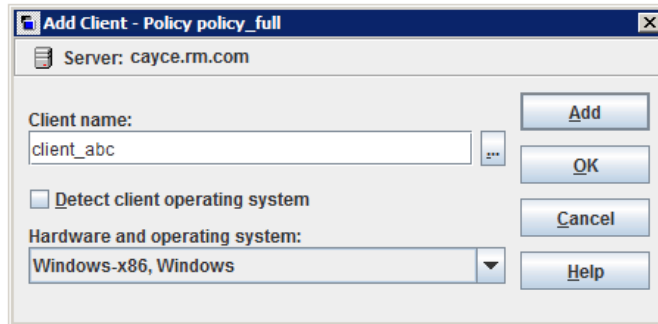 Add Client - Policy policy_full
Server: cayce.rm.com
Client name:
client_abc
...
Detect client operating system
Hardware and operating system:
Windows-x86, Windows
Add
OK
Cancel
Help